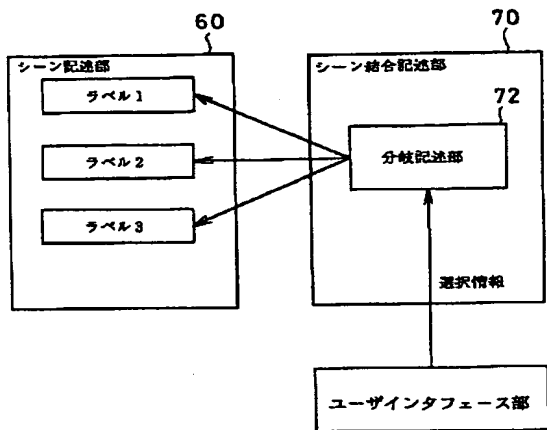 60
70
シーン記述部
シーン結合記述部
ラベル1
72
分岐記述部
ラベル2
ラベル3
選択情報
ユーザインタフェース部